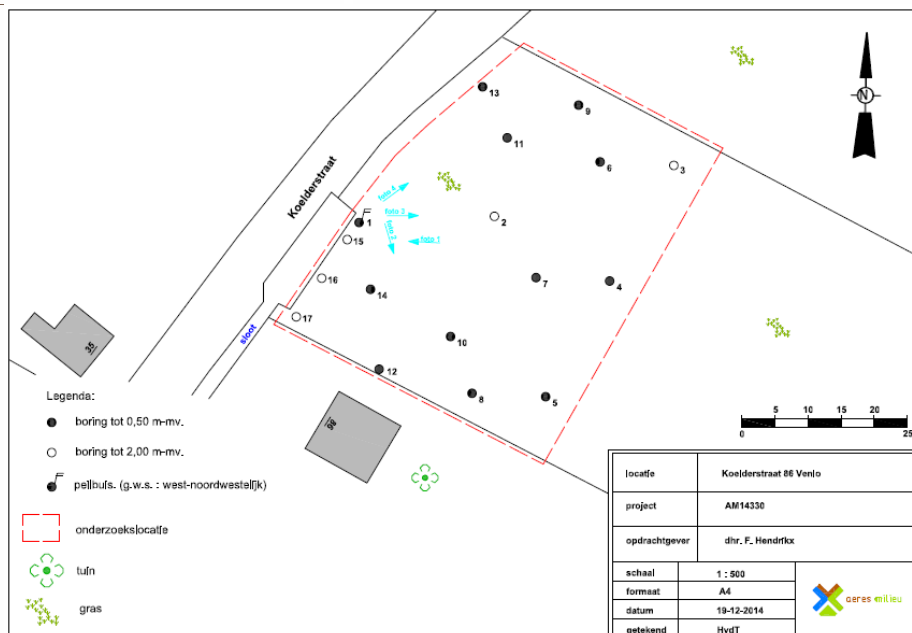 13
9
11
6
3
N
Koelderstraat
foto 4
foto 2
foto 3
foto 1
1
2
15
16
7
4
14
17
sloot
10
35
12
8
5
86
Legenda:
boring tot 0,50 m-mv.
boring tot 2,00 m-mv.
peilbuis. (g.w.s. : west-noordwestelijk)
onderzoekslocatie
tuin
gras
0 5 10 15 20 25
locatie Koelderstraat 86 Venlo
project AM14330
opdrachtgever dhr. F. Hendrikx
schaal 1 : 500
formaat A4
datum 19-12-2014
getekend HvdT
aeres milieu